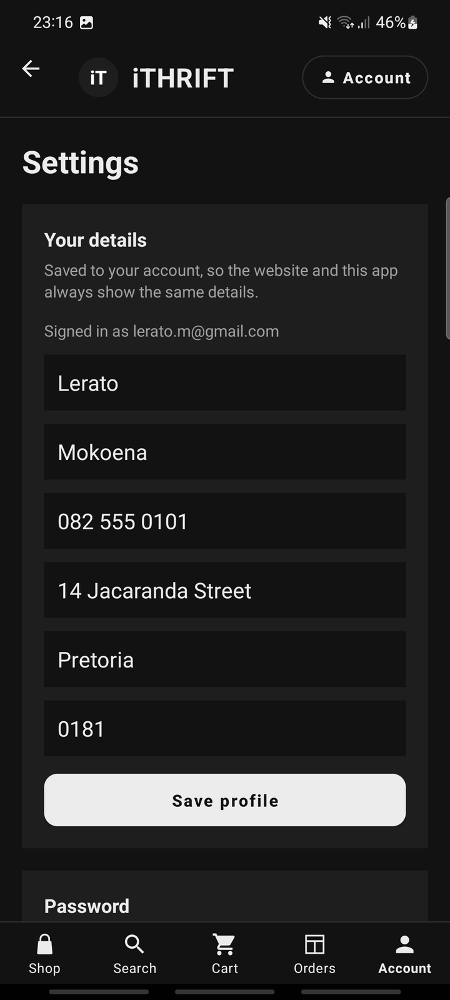 23:16
46%
iT
iTHRIFT
Account
Settings
Your details
Saved to your account, so the website and this app
always show the same details.
Signed in as lerato.m@gmail.com
Lerato
Mokoena
082 555 0101
14 Jacaranda Street
Pretoria
0181
Save profile
Password
Shop
Search
Cart
Orders
Account